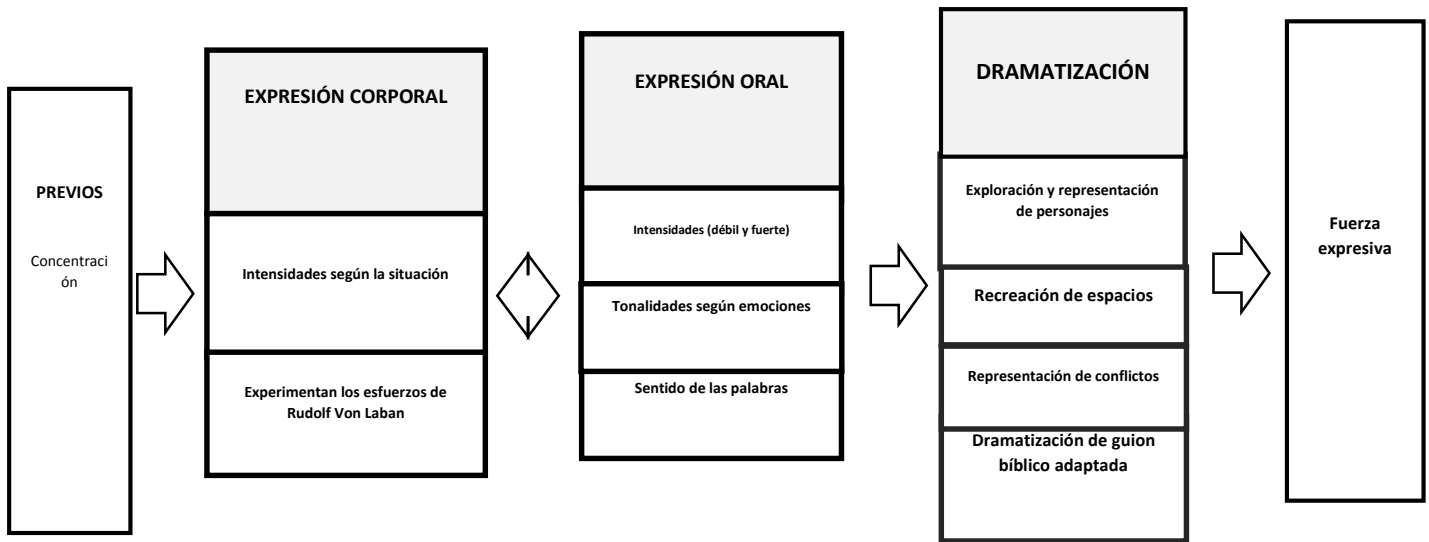 PREVIOS
Concentraci
ón
EXPRESIÓN CORPORAL
Intensidades según la situación
Experimentan los esfuerzos de
Rudolf Von Laban
EXPRESIÓN ORAL
Intensidades (débil y fuerte)
Tonalidades según emociones
Sentido de las palabras
DRAMATIZACIÓN
Exploración y representación
de personajes
Recreación de espacios
Representación de conflictos
Dramatización de guion
bíblico adaptada
Fuerza
expresiva